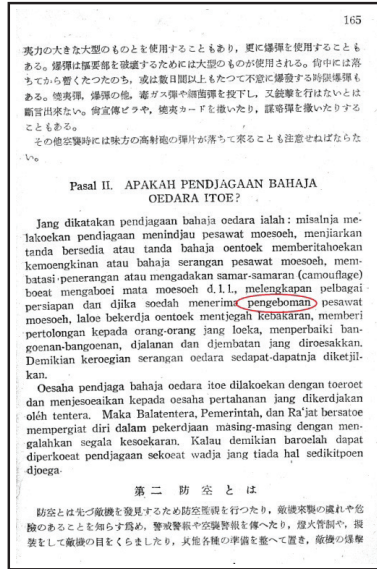 165
夷力の大きな大型のものとを使用することもあり，更に爆彈を使用することも
ある。爆彈は樞要部を破壞するためには大型のものが使用される。尙中には落
ちてから暫くたつたのち，或は數日間以上もたつて不意に爆發する時限爆彈も
ある。燒夷彈，爆彈の他，毒ガス彈や細菌彈を投下し，又銃擊を行はないとは
斷言出來ない。尙宣傳ビラや，燒夷カードを撒いたり，謀略彈を撒いたりする
こともある。
その他空襲時には味方の高射砲の彈片が落ちて來ることも注意せねばならな
い。
Pasal II. APAKAH PENDJAGAAN BAHAJA
OEDARA ITOE?
Jang dikatakan pendjagaan bahaja oedara ialah: misalnja me-
lakoekan pendjagaan menindjau pesawat moesoeh, menjiarkan
tanda bersedia atau tanda bahaja oentoek memberitahoekan
kemoengkinan atau bahaja serangan pesawat moesoeh, mem-
batasi penerangan atau mengadakan samar-samaran (camouflage)
boeat mengaboei mata moesoeh d.l.l., melengkapi pelbagai
persiapan dan djika soedah menerima pengeboman pesawat
moesoeh, laloe bekerdja oentoek mentjegah kebakaran, memberi
pertolongan kepada orang-orang jang loeka, menperbaiki ban-
goenan-bangoenan, djalanan dan djembatan jang diroesakkan.
Demikian keroegian serangan oedara sedapat-dapatnja diketjil-
kan.
Oesaha pendjaga bahaja oedara itoe dilakoekan dengan toeroet
dan menjesoeaikan kepada oesaha pertahanan jang dikerdjakan
oléh tentera. Maka Balatentera, Pemerintah, dan Ra'jat bersatoe
mempergiat diri dalam pekerdjaan masing-masing dengan men-
galahkan segala kesoekaran. Kalau demikian baroelah dapat
diperkoeat pendjagaan sekoeat wadja jang tiada hal sedikitpoen
djoega.
第二 防空とは
防空とは先づ敵機を發見するため防空監視を行つたり，敵機來襲の虞れや危
險のあることを知らす爲め，警戒警報や空襲警報を傳へたり，燈火管制や，擬
裝をして敵機の目をくらましたり，其他各種の準備を整へて置き，敵機の爆擊